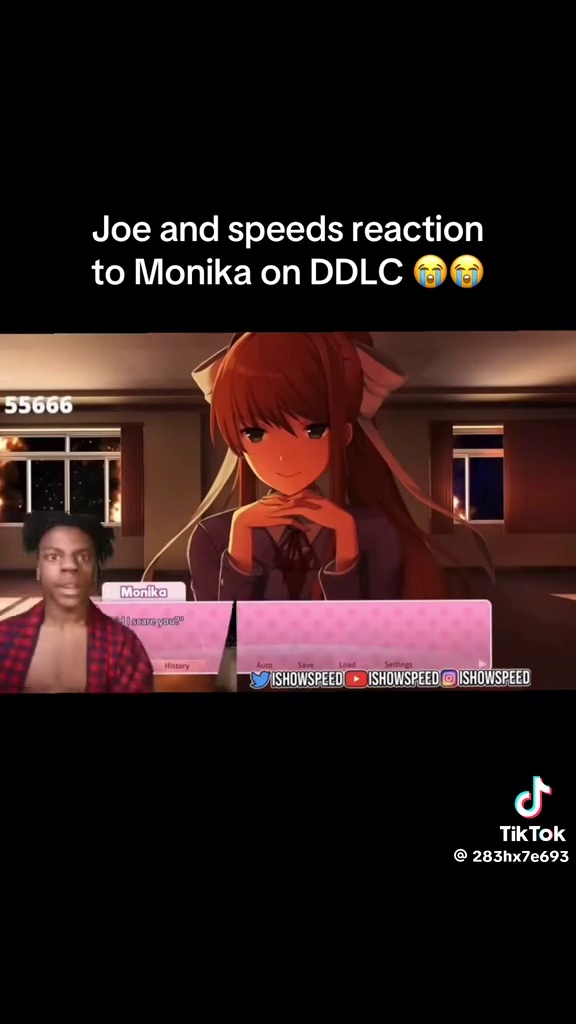 Joe and speeds reaction
to Monika on DDLC 😭😭
55666
Monika
I scare you?"
History
Auto Save Load Settings
ISHOWSPEED ISHOWSPEED ISHOWSPEED
TikTok
@ 283hx7e693